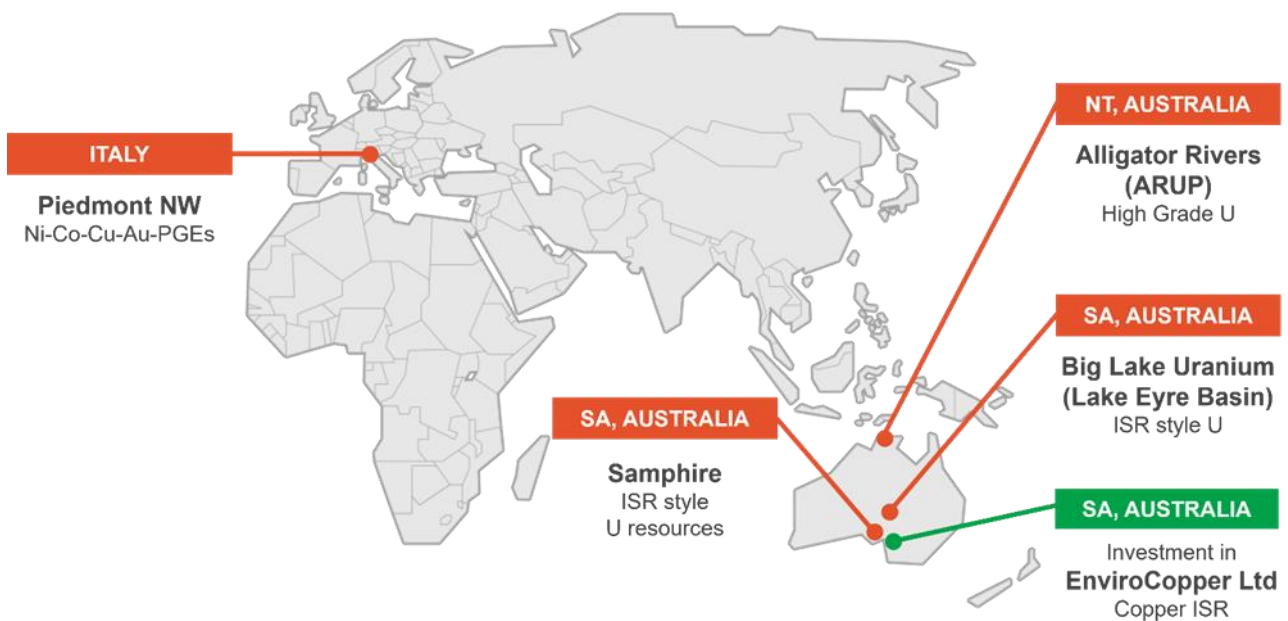 ITALY
Piedmont NW
Ni-Co-Cu-Au-PGEs
NT, AUSTRALIA
Alligator Rivers
(ARUP)
High Grade U
SA, AUSTRALIA
Big Lake Uranium
(Lake Eyre Basin)
ISR style U
SA, AUSTRALIA
Samphire
ISR style
U resources
SA, AUSTRALIA
Investment in
EnviroCopper Ltd
Copper ISR